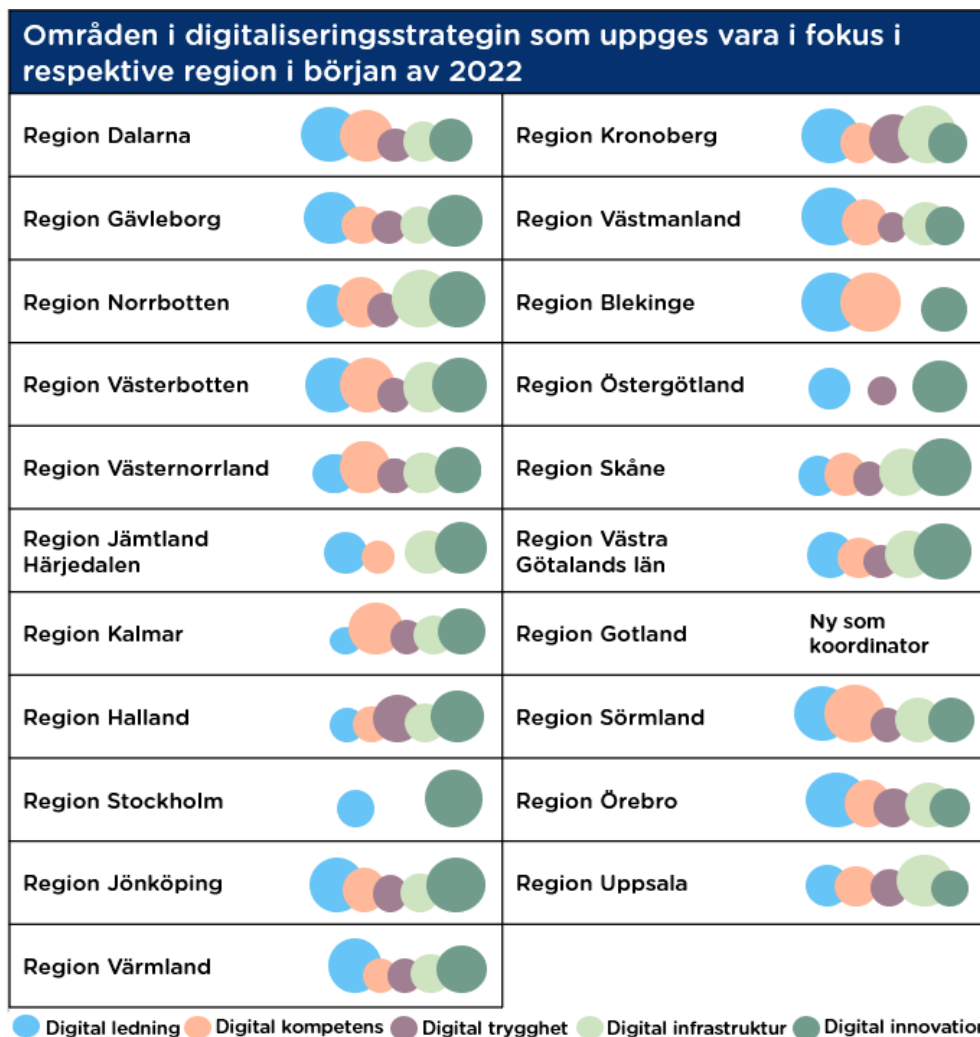 Områden i digitaliseringsstrategin som uppges vara i fokus i
respektive region i början av 2022
Region Dalarna
Region Kronoberg
Region Gävleborg
Region Västmanland
Region Norrbotten
Region Blekinge
Region Västerbotten
Region Östergötland
Region Västernorrland
Region Skåne
Region Jämtland
Härjedalen
Region Västra
Götalands län
Region Kalmar
Region Gotland
Ny som
koordinator
Region Halland
Region Sörmland
Region Stockholm
Region Örebro
Region Jönköping
Region Uppsala
Region Värmland
Digital ledning Digital kompetens Digital trygghet Digital infrastruktur Digital innovation